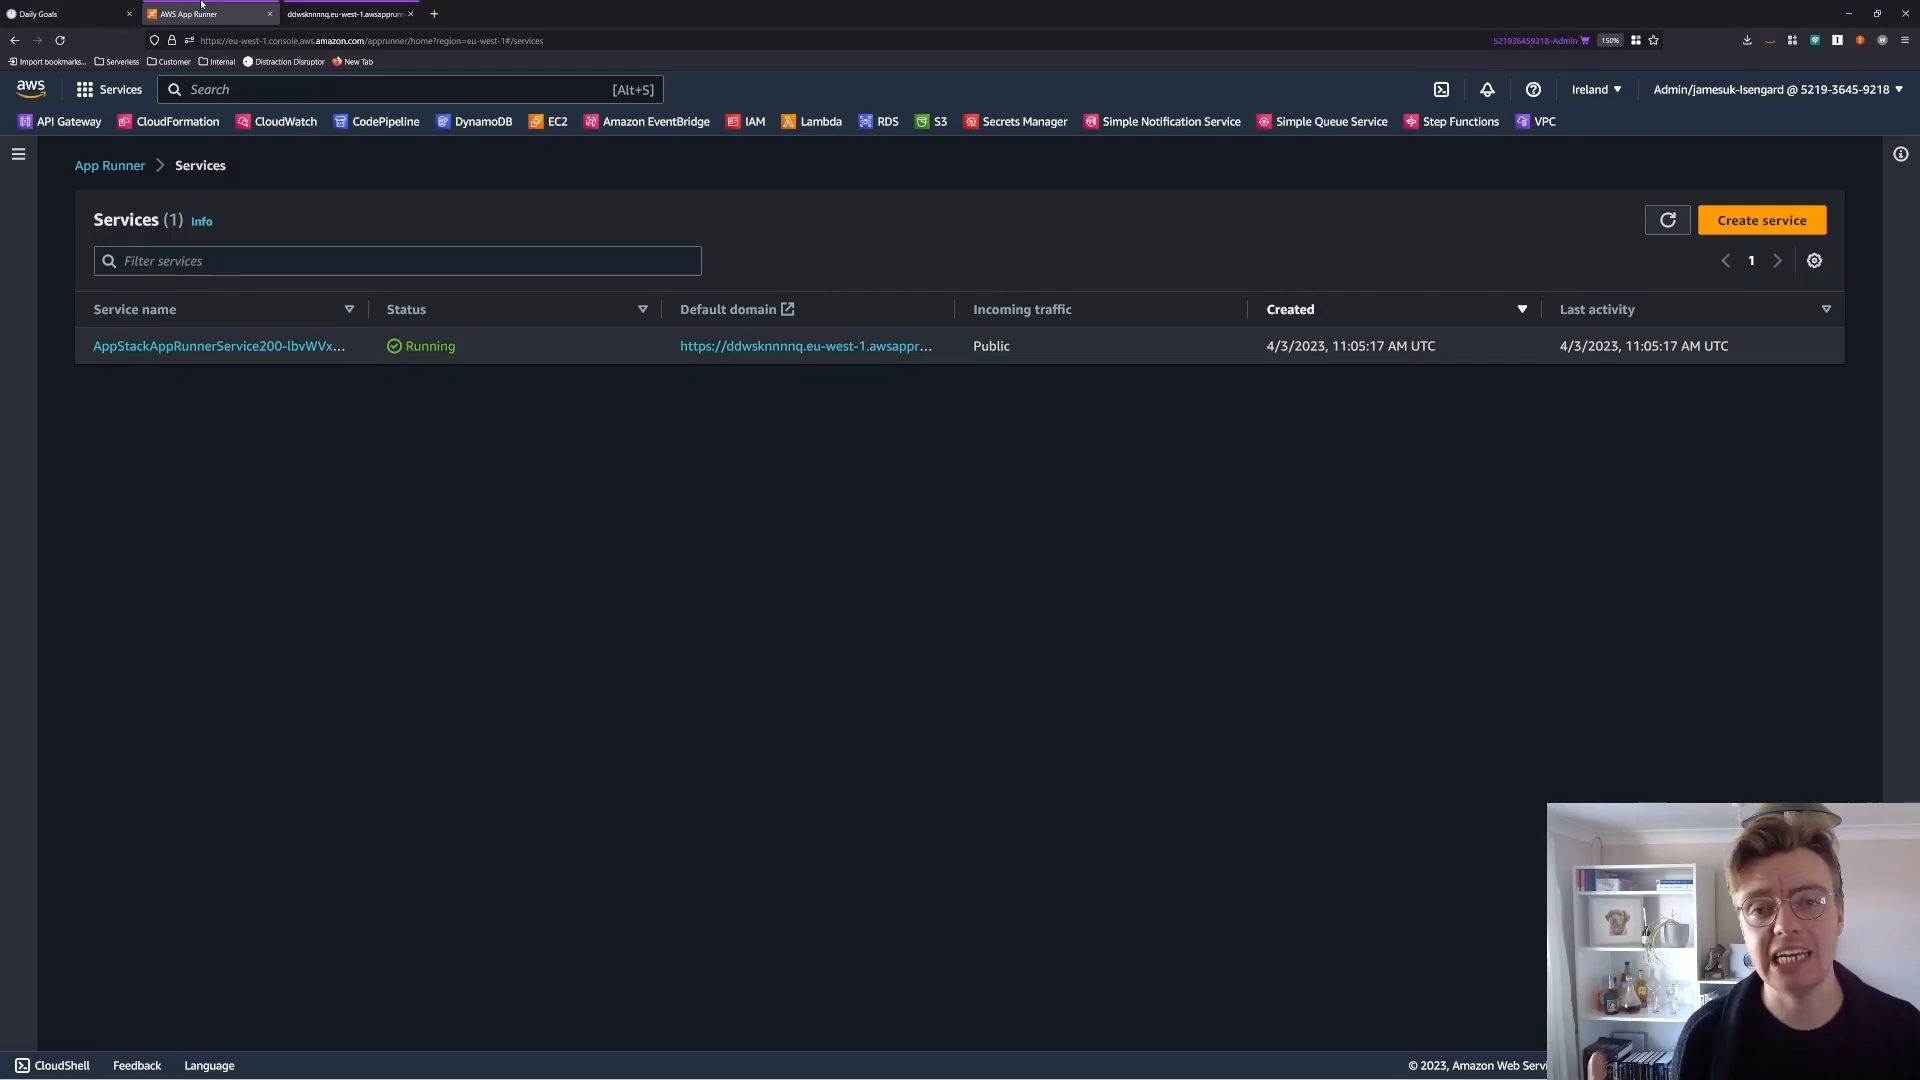 Daily Goals
AWS App Runner
ddwsknnnnq.eu-west-1.awsapprunn
https://eu-west-1.console.aws.amazon.com/apprunner/home?region=eu-west-1#/services
521936459218-Admin
150%
Import bookmarks...
Serverless
Customer
Internal
Distraction Disruptor
New Tab
aws
Services
Search
[Alt+S]
Ireland
Admin/jamesuk-Isengard @ 5219-3645-9218
API Gateway
CloudFormation
CloudWatch
CodePipeline
DynamoDB
EC2
Amazon EventBridge
IAM
Lambda
RDS
S3
Secrets Manager
Simple Notification Service
Simple Queue Service
Step Functions
VPC
App Runner
Services
Services (1) Info
Create service
Filter services
1
Service name
Status
Default domain
Incoming traffic
Created
Last activity
AppStackAppRunnerService200-lbvWVx...
Running
https://ddwsknnnnq.eu-west-1.awsappr...
Public
4/3/2023, 11:05:17 AM UTC
4/3/2023, 11:05:17 AM UTC
CloudShell
Feedback
Language
© 2023, Amazon Web Servi